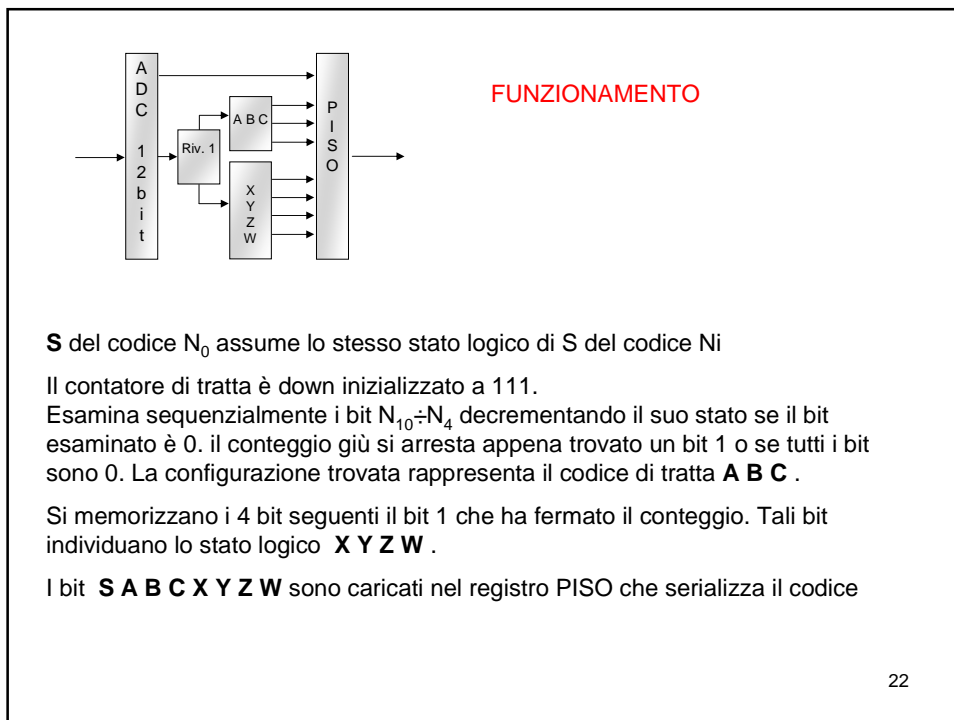 FUNZIONAMENTO
ADC 12bit
Riv. 1
A B C
X
Y
Z
W
PISO
S del codice N0 assume lo stesso stato logico di S del codice Ni
Il contatore di tratta è down inizializzato a 111.
Esamina sequenzialmente i bit N10÷N4 decrementando il suo stato se il bit
esaminato è 0. il conteggio giù si arresta appena trovato un bit 1 o se tutti i bit
sono 0. La configurazione trovata rappresenta il codice di tratta A B C .
Si memorizzano i 4 bit seguenti il bit 1 che ha fermato il conteggio. Tali bit
individuano lo stato logico X Y Z W .
I bit S A B C X Y Z W sono caricati nel registro PISO che serializza il codice
22